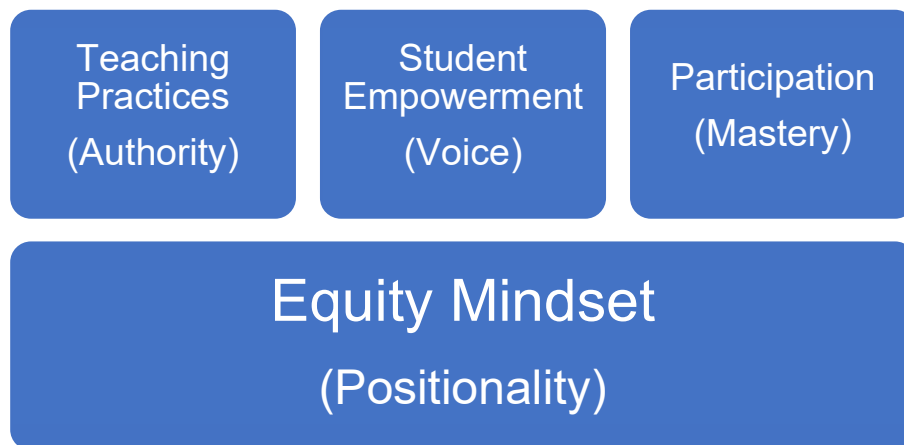 Teaching
Practices
(Authority)
Student
Empowerment
(Voice)
Participation
(Mastery)
Equity Mindset
(Positionality)